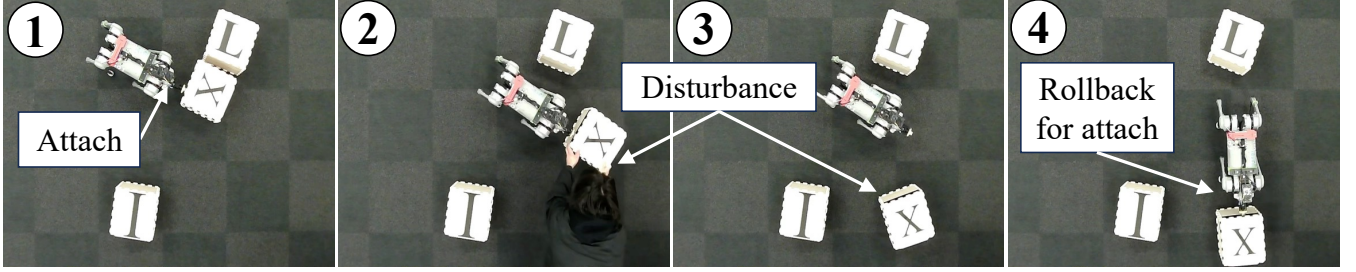 1
2
3
4
L
X
Attach
I
L
X
I
Disturbance
L
I
X
L
Rollback
for attach
I
X